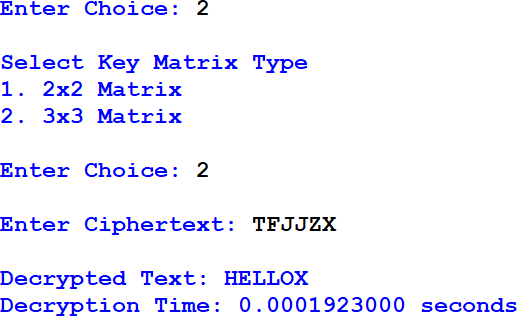 Enter Choice: 2
Select Key Matrix Type
1. 2x2 Matrix
2. 3x3 Matrix
Enter Choice: 2
Enter Ciphertext: TFJJZX
Decrypted Text: HELLOX
Decryption Time: 0.0001923000 seconds